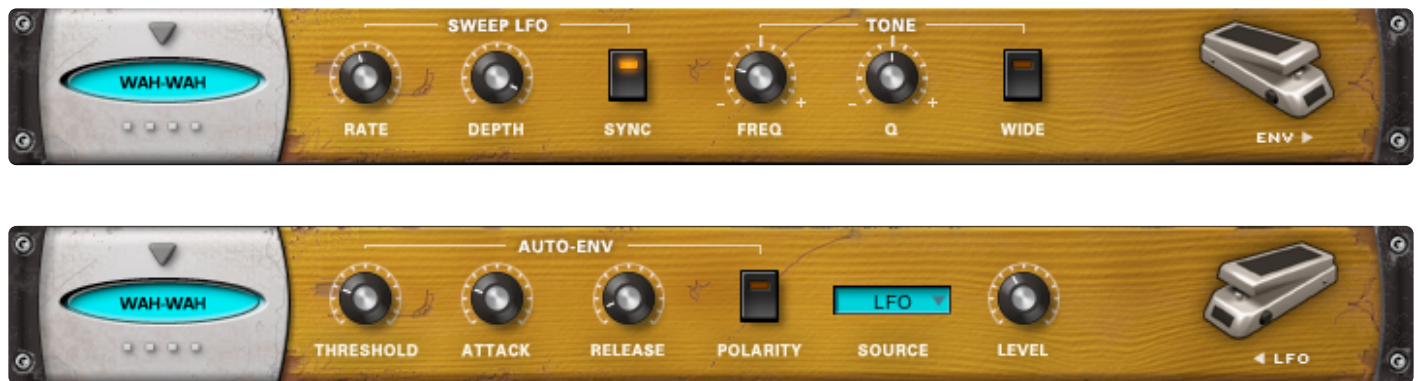 SWEEP LFO TONE
WAH-WAH
RATE DEPTH SYNC - FREQ + - Q + WIDE
ENV ▶
AUTO-ENV
WAH-WAH LFO
THRESHOLD ATTACK RELEASE POLARITY SOURCE LEVEL
◀ LFO